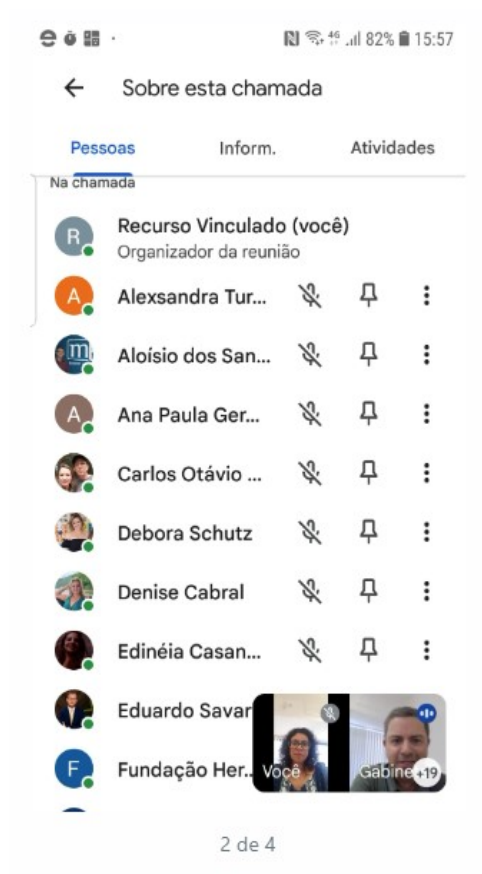 82% 15:57
Sobre esta chamada
Pessoas Inform. Atividades
Na chamada
R Recurso Vinculado (você)
Organizador da reunião
A Alexsandra Tur...
m Aloísio dos San...
A Ana Paula Ger...
Carlos Otávio ...
Debora Schutz
Denise Cabral
Edinéia Casan...
Eduardo Savar
F Fundação Her..
Você Gabine +19
2 de 4